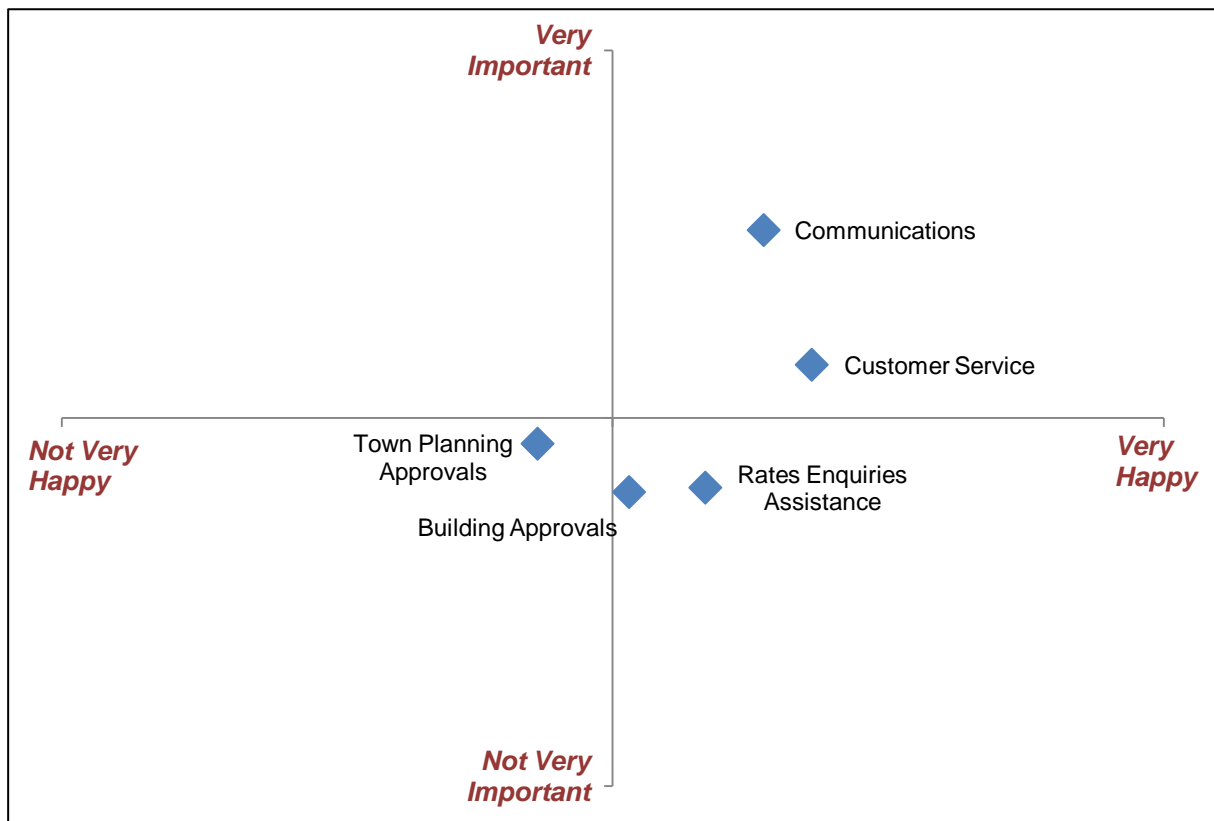 Very
Important
Communications
Customer Service
Not Very
Happy
Town Planning
Approvals
Very
Happy
Rates Enquiries
Assistance
Building Approvals
Not Very
Important